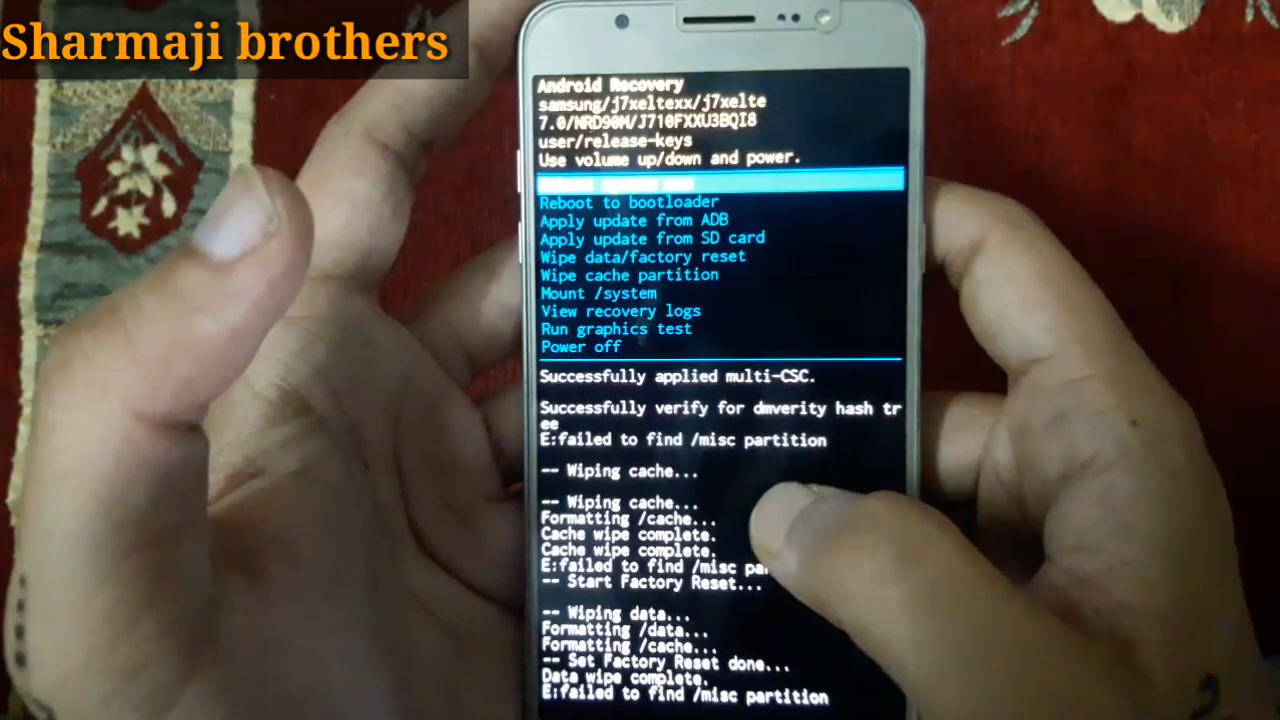 Sharmaji brothers
Android Recovery
samsung/j7xeltexx/j7xelte
7.0/NRD90M/J710FXXU3BQI8
user/release-keys
Use volume up/down and power.
Reboot to bootloader
Apply update from ADB
Apply update from SD card
Wipe data/factory reset
Wipe cache partition
Mount /system
View recovery logs
Run graphics test
Power off
Successfully applied multi-CSC.
Successfully verify for dmverity hash tr
ee
E:failed to find /misc partition
-- Wiping cache...
-- Wiping cache...
Formatting /cache...
Cache wipe complete.
Cache wipe complete.
E:failed to find /misc
-- Start Factory Reset...
-- Wiping data...
Formatting /data...
Formatting /cache...
-- Set Factory Reset done...
Data wipe complete.
E:failed to find /misc partition